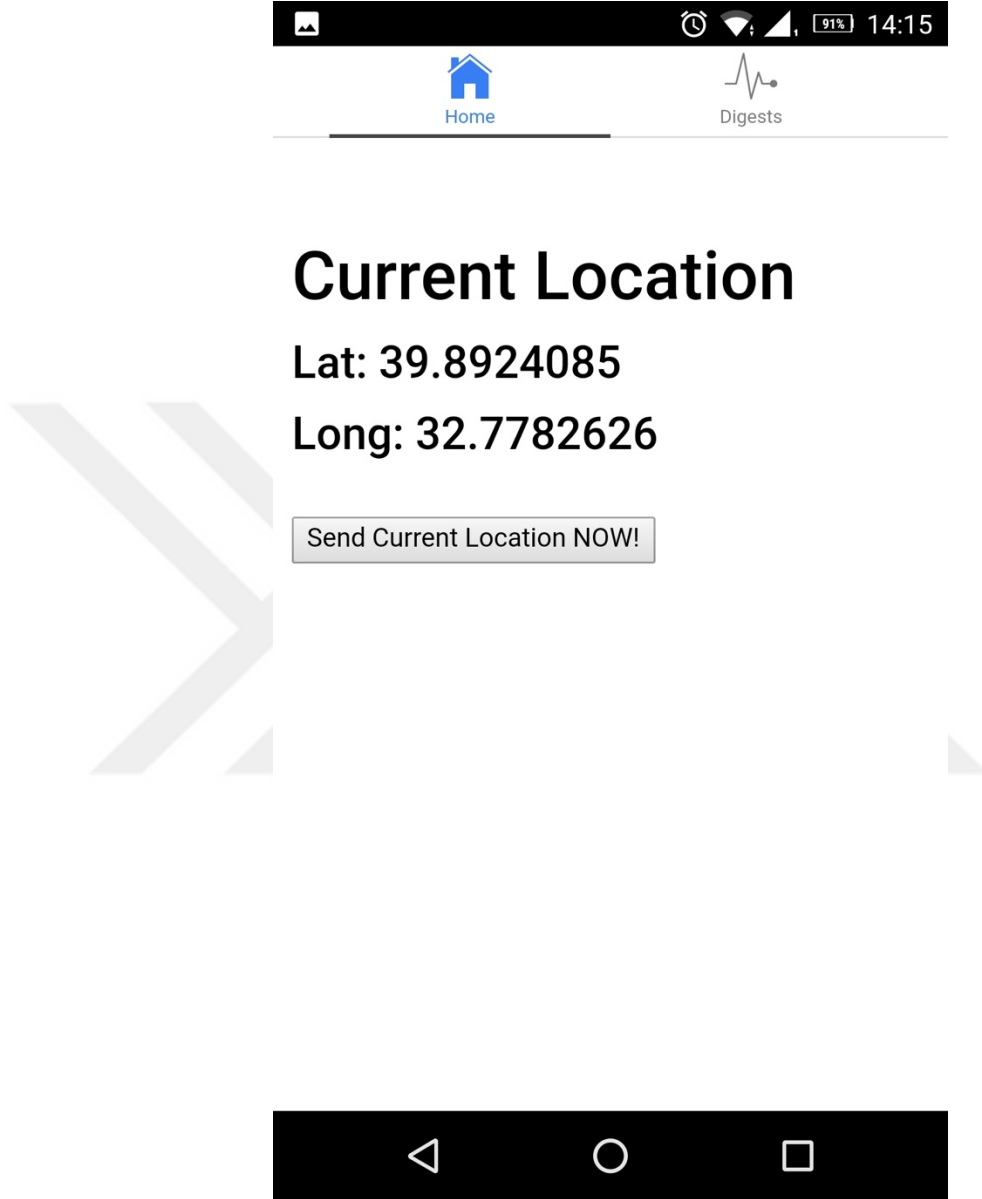 91% 14:15
Home Digests
Current Location
Lat: 39.8924085
Long: 32.7782626
Send Current Location NOW!